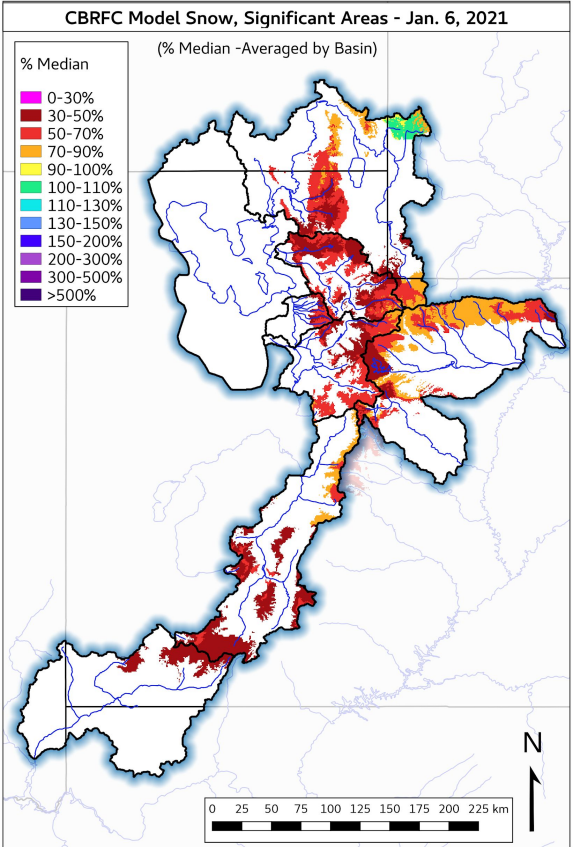 CBRFC Model Snow, Significant Areas - Jan. 6, 2021
(% Median -Averaged by Basin)
% Median
0-30%
30-50%
50-70%
70-90%
90-100%
100-110%
110-130%
130-150%
150-200%
200-300%
300-500%
>500%
N
0 25 50 75 100 125 150 175 200 225 km